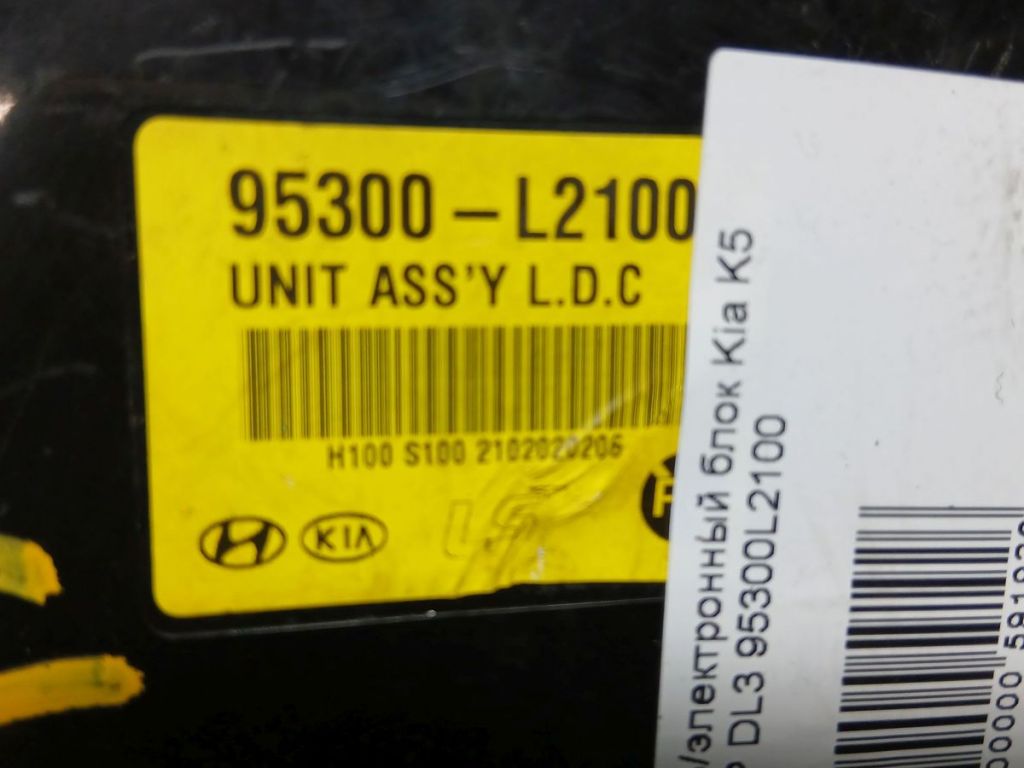 95300-L2100
UNIT ASS'Y L.D.C
H100 S100 2102020206
KIA
электронный блок Kia K5
DL3 95300L2100